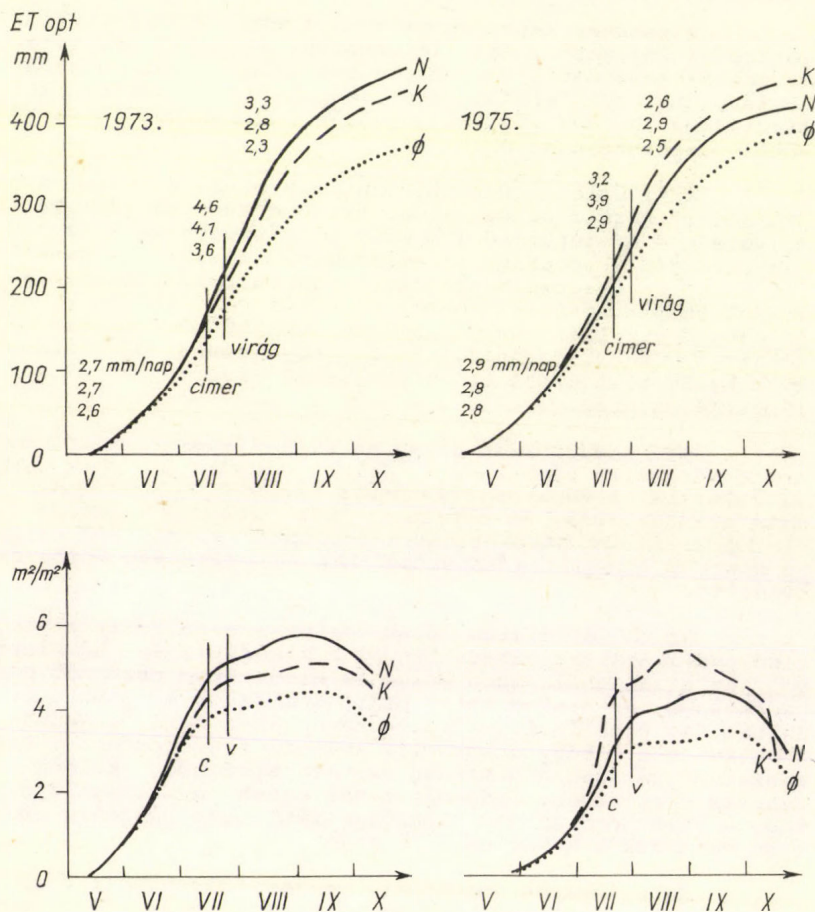 ET opt
mm
400
300
200
100
0
1973.
3,3
2,8
2,3
4,6
4,1
3,6
2,7 mm/nap
2,7
2,6
címer
virág
N
K
ϕ
V VI VII VIII IX X
1975.
2,6
2,9
2,5
3,2
3,9
2,9
2,9 mm/nap
2,8
2,8
címer
virág
K
N
ϕ
V VI VII VIII IX X
m²/m²
6
4
2
0
c v
N
K
ϕ
V VI VII VIII IX X
c v
N
K
ϕ
V VI VII VIII IX X